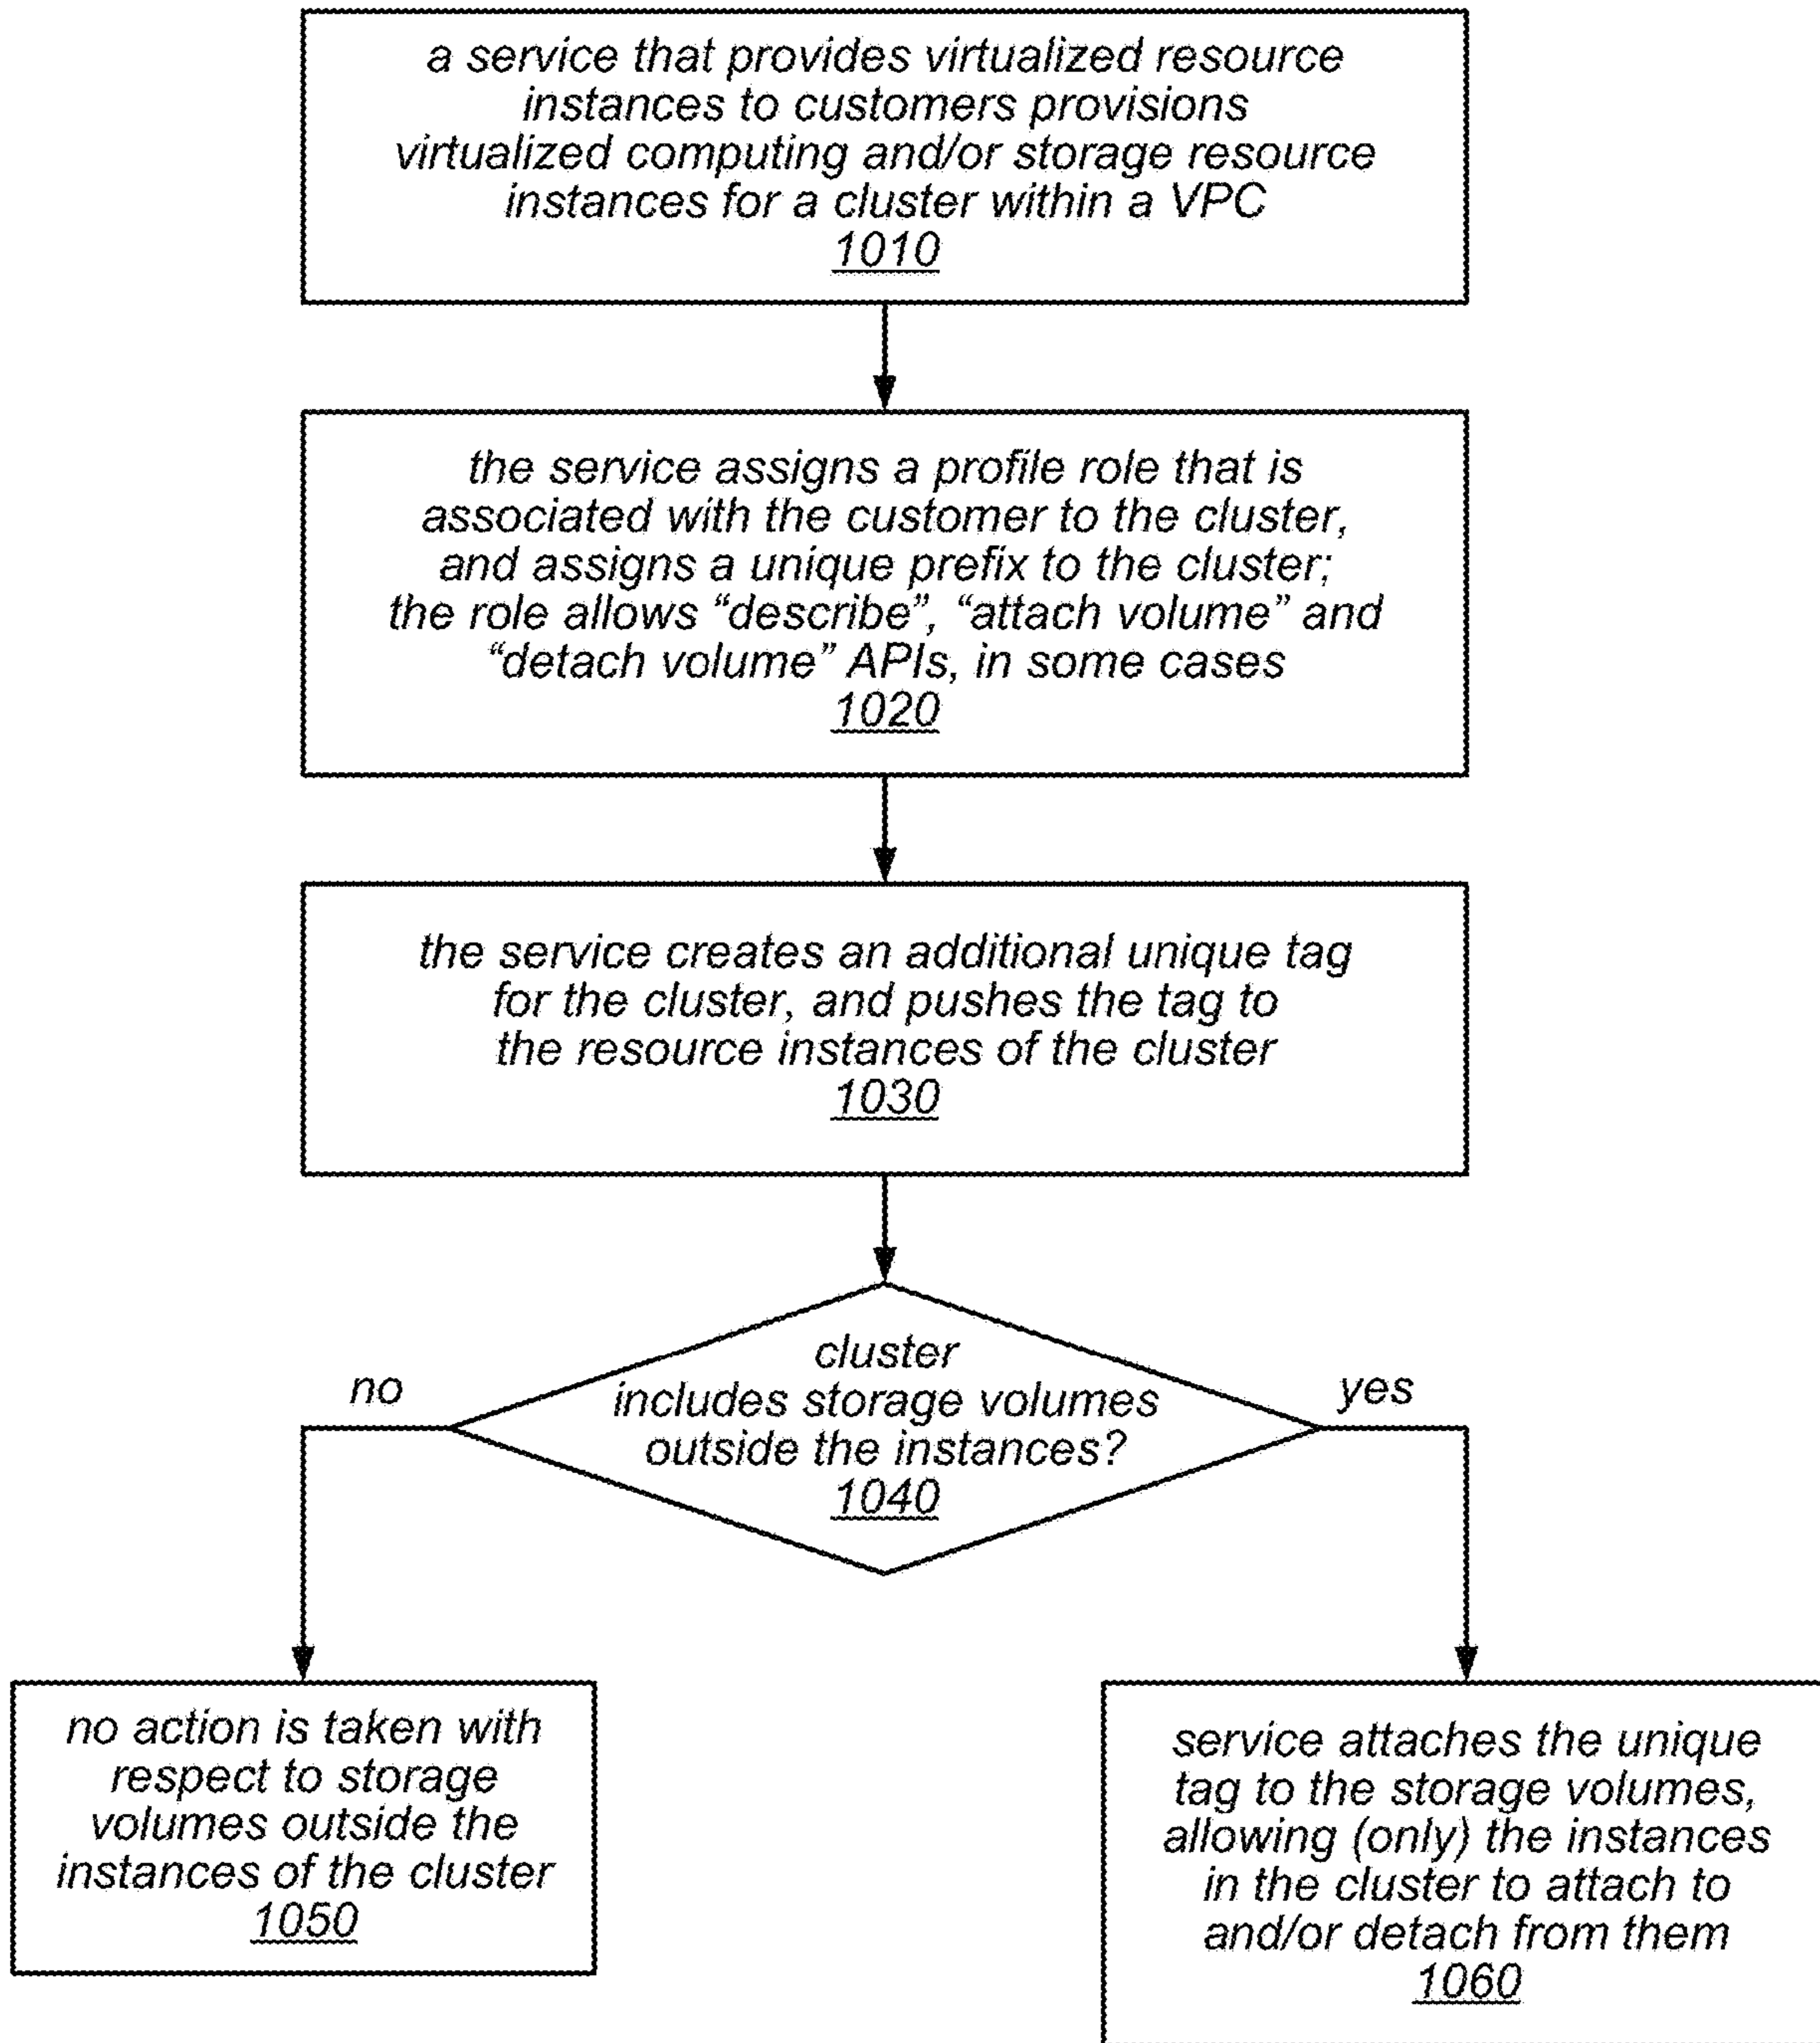 a service that provides virtualized resource
instances to customers provisions
virtualized computing and/or storage resource
instances for a cluster within a VPC
1010
the service assigns a profile role that is
associated with the customer to the cluster,
and assigns a unique prefix to the cluster;
the role allows “describe”, “attach volume” and
“detach volume” APIs, in some cases
1020
the service creates an additional unique tag
for the cluster, and pushes the tag to
the resource instances of the cluster
1030
cluster
includes storage volumes
outside the instances?
1040
no
yes
no action is taken with
respect to storage
volumes outside the
instances of the cluster
1050
service attaches the unique
tag to the storage volumes,
allowing (only) the instances
in the cluster to attach to
and/or detach from them
1060